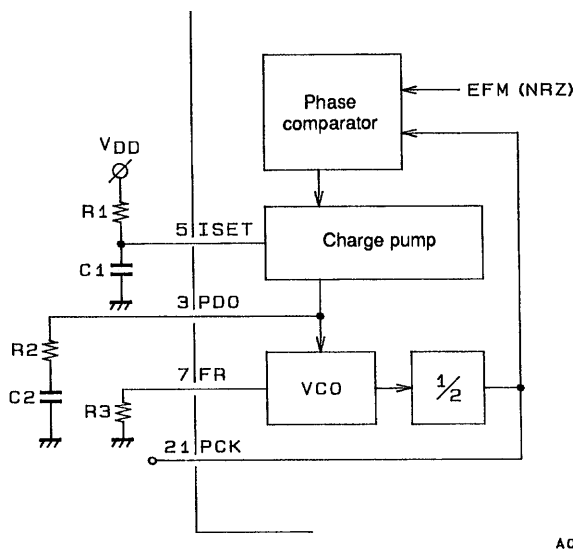 Phase
comparator
EFM (NRZ)
VDD
R1
5 ISET
Charge pump
C1
3 PDO
R2
7 FR
VCO
1/2
C2
R3
21 PCK
AC